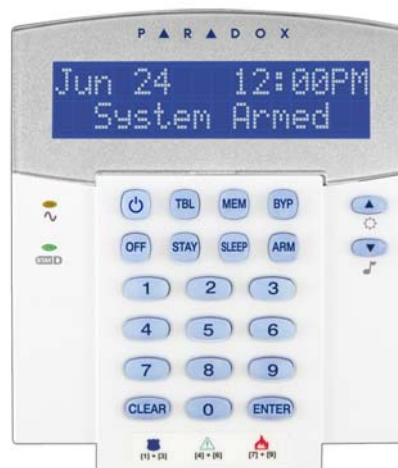 PARADOX
Jun 24 12:00PM
System Armed
TBL MEM BYP
OFF STAY SLEEP ARM
1 2 3
4 5 6
7 8 9
CLEAR 0 ENTER
[1] + [3] [4] + [6] [7] + [9]